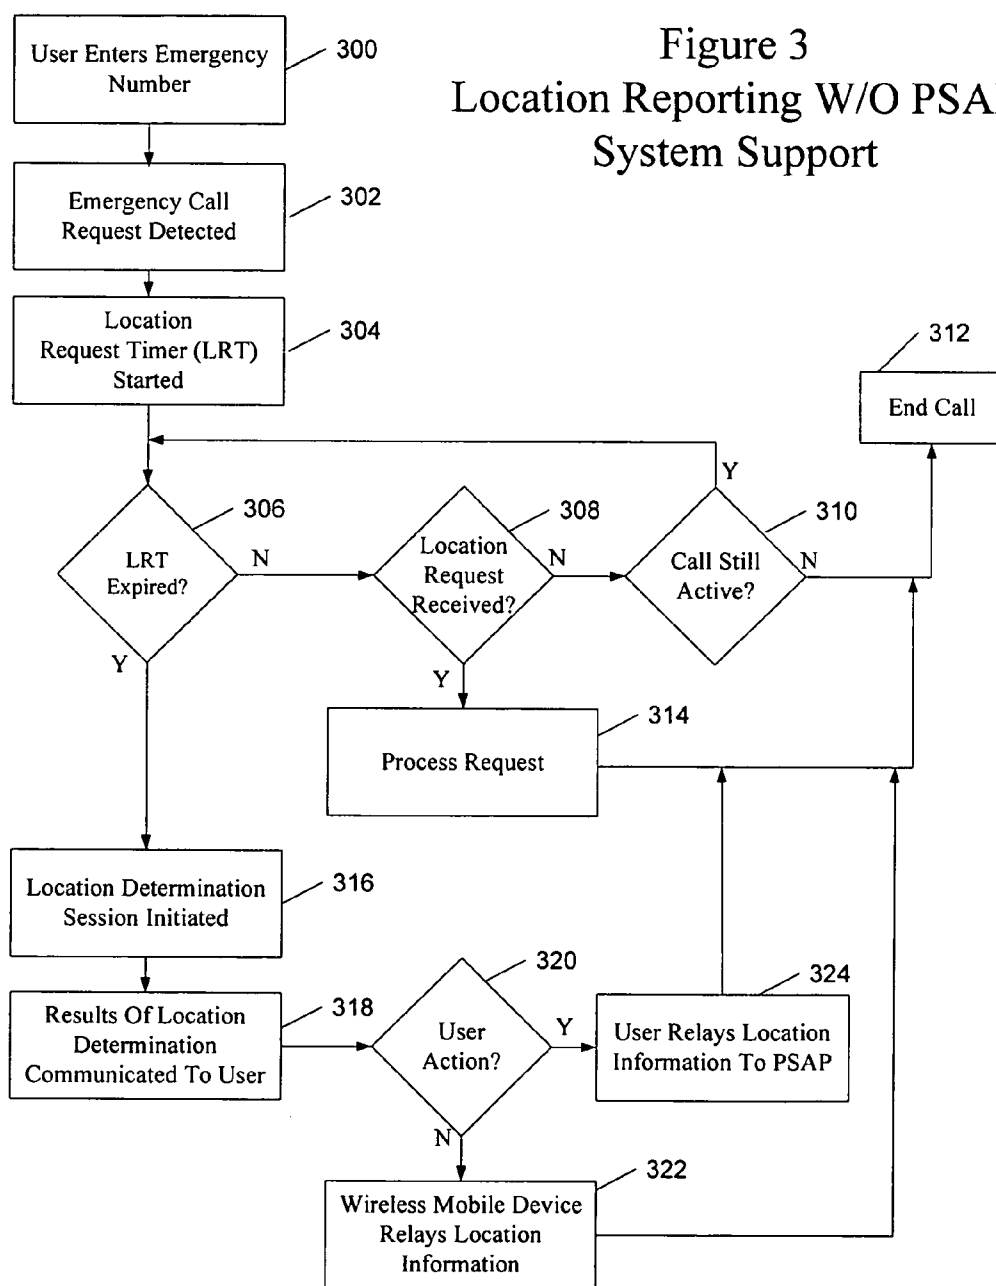 Figure 3
Location Reporting W/O PSAP
System Support
User Enters Emergency
Number
300
Emergency Call
Request Detected
302
Location
Request Timer (LRT)
Started
304
312
End Call
Y
306
308
310
LRT
Expired?
N
Location
Request
Received?
N
Call Still
Active?
N
Y
Y
314
Process Request
Location Determination
Session Initiated
316
320
324
Results Of Location
Determination
Communicated To User
318
User
Action?
Y
User Relays Location
Information To PSAP
N
322
Wireless Mobile Device
Relays Location
Information